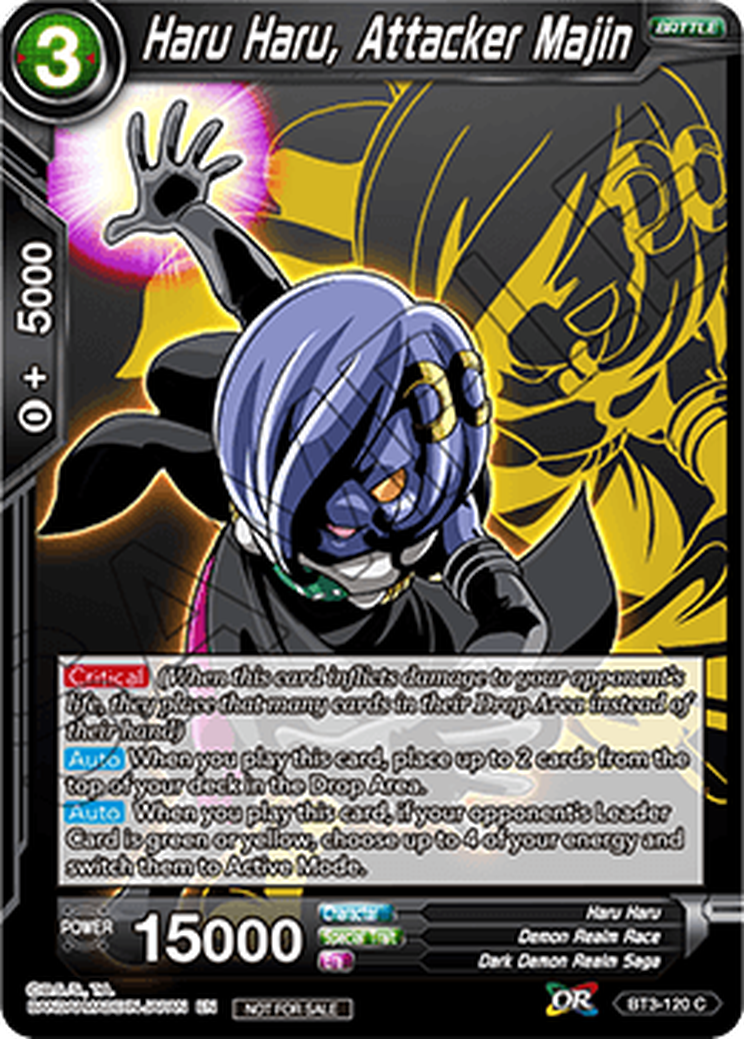 3
Haru Haru, Attacker Majin
BATTLE
0 + 5000
Critical (When this card inflicts damage to your opponent's
life, they place that many cards in their Drop Area instead of
their hand)
Auto When you play this card, place up to 2 cards from the
top of your deck in the Drop Area.
Auto When you play this card, if your opponent's Leader
Card is green or yellow, choose up to 4 of your energy and
switch them to Active Mode.
POWER 15000
Character Haru Haru
Special Trait Demon Realm Race
Era Dark Demon Realm Saga
EN NOT FOR SALE
DR BT3-120 C